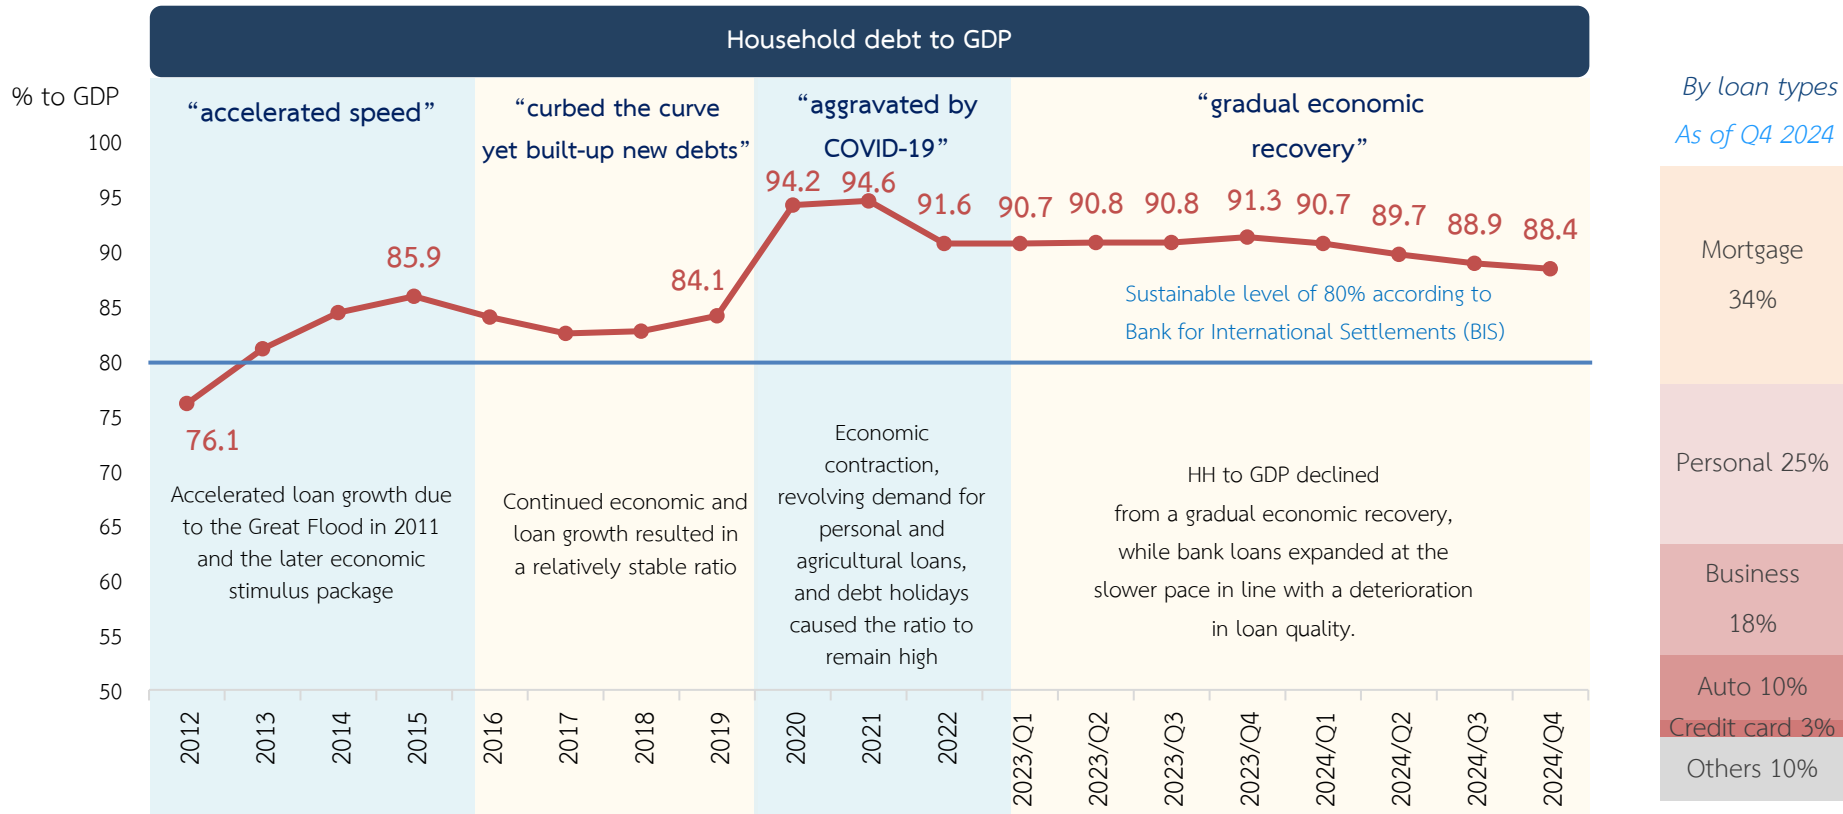 Household debt to GDP
% to GDP
100
95
90
85
80
75
70
65
60
55
50
“accelerated speed”
“curbed the curve
yet built-up new debts”
“aggravated by
COVID-19”
“gradual economic
recovery”
76.1
85.9
84.1
94.2
94.6
91.6
90.7
90.8
90.8
91.3
90.7
89.7
88.9
88.4
Sustainable level of 80% according to
Bank for International Settlements (BIS)
Accelerated loan growth due
to the Great Flood in 2011
and the later economic
stimulus package
Continued economic and
loan growth resulted in
a relatively stable ratio
Economic
contraction,
revolving demand for
personal and
agricultural loans,
and debt holidays
caused the ratio to
remain high
HH to GDP declined
from a gradual economic recovery,
while bank loans expanded at the
slower pace in line with a deterioration
in loan quality.
2012
2013
2014
2015
2016
2017
2018
2019
2020
2021
2022
2023/Q1
2023/Q2
2023/Q3
2023/Q4
2024/Q1
2024/Q2
2024/Q3
2024/Q4
By loan types
As of Q4 2024
Mortgage
34%
Personal 25%
Business
18%
Auto 10%
Credit card 3%
Others 10%